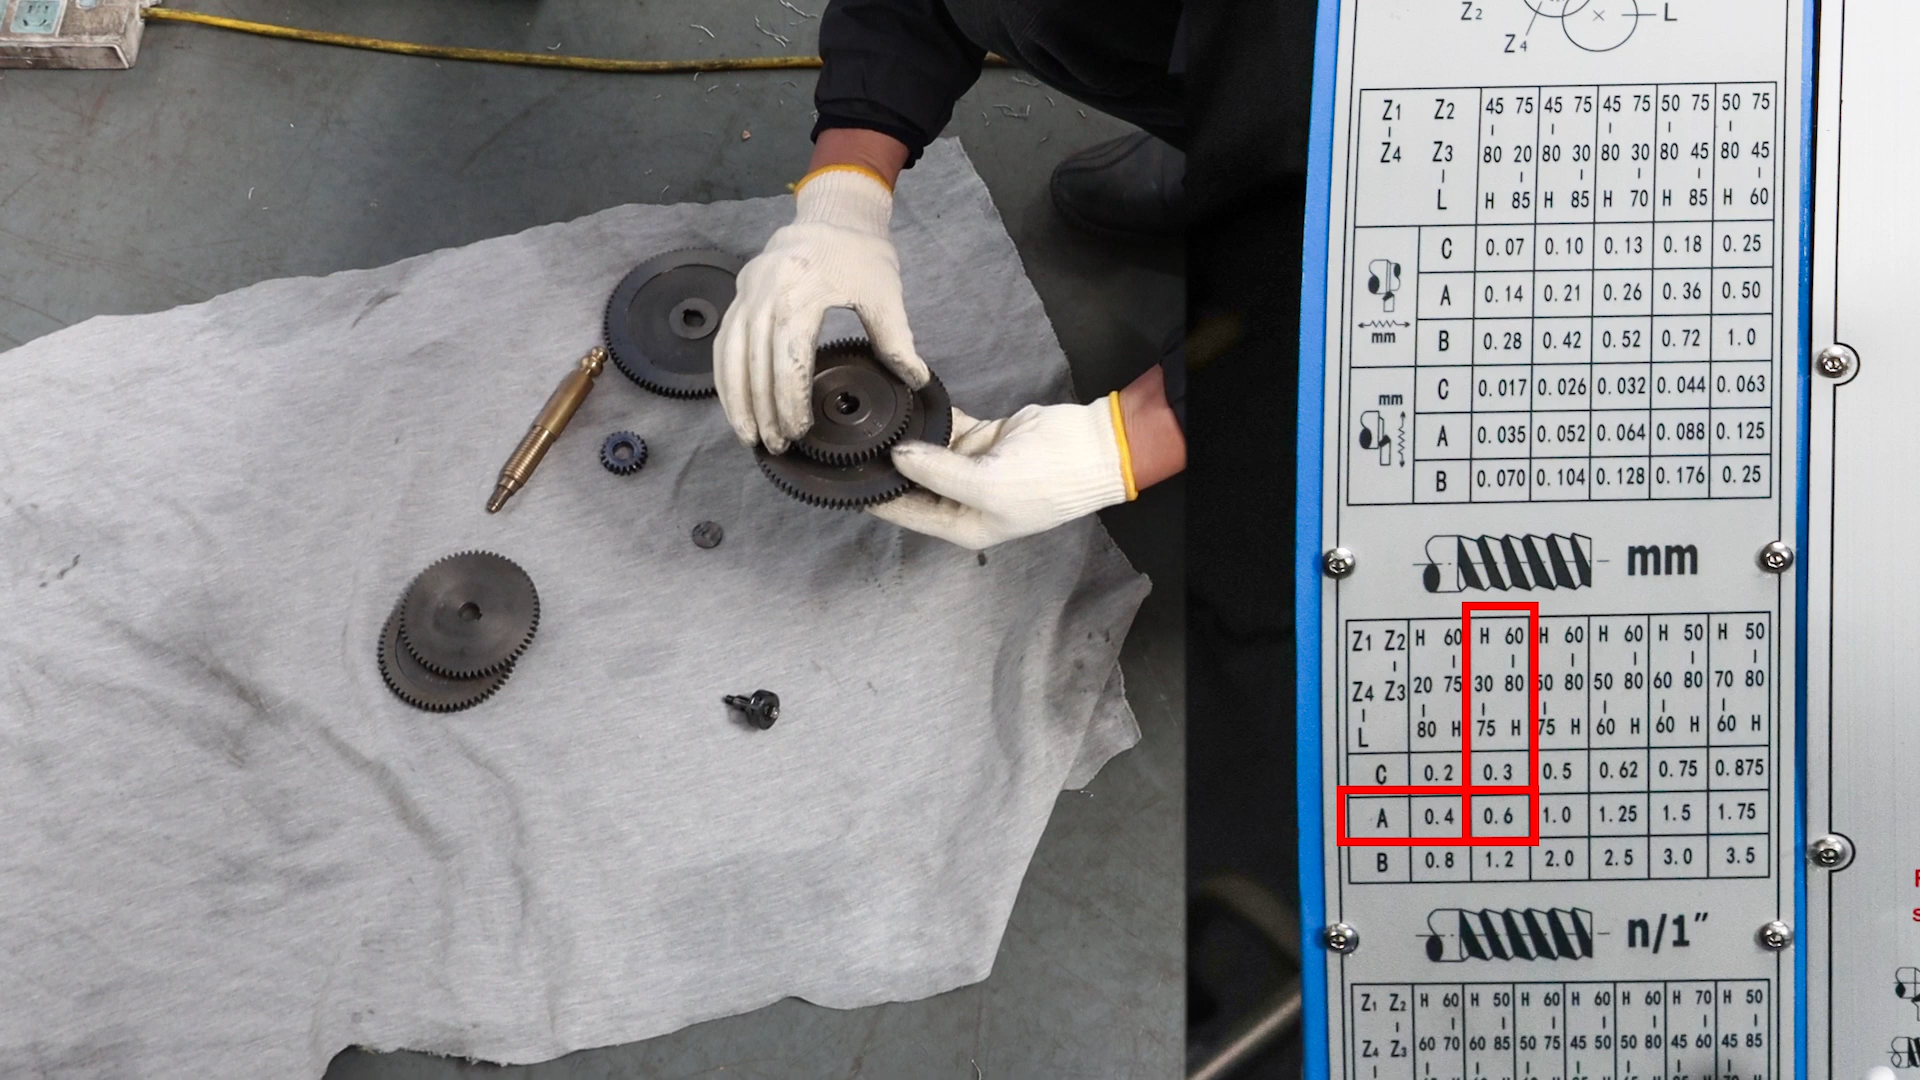 Z2 L
Z4
Z1 Z2 45 75 45 75 45 75 50 75 50 75
Z4 Z3 80 20 80 30 80 30 80 45 80 45
L H 85 H 85 H 70 H 85 H 60
C 0.07 0.10 0.13 0.18 0.25
A 0.14 0.21 0.26 0.36 0.50
mm B 0.28 0.42 0.52 0.72 1.0
mm C 0.017 0.026 0.032 0.044 0.063
A 0.035 0.052 0.064 0.088 0.125
B 0.070 0.104 0.128 0.176 0.25
mm
Z1 Z2 H 60 H 60 H 60 H 60 H 50 H 50
Z4 Z3 20 75 30 80 50 80 50 80 60 80 70 80
L 80 H 75 H 75 H 60 H 60 H 60 H
C 0.2 0.3 0.5 0.62 0.75 0.875
A 0.4 0.6 1.0 1.25 1.5 1.75
B 0.8 1.2 2.0 2.5 3.0 3.5
n/1"
Z1 Z2 H 60 H 50 H 60 H 60 H 60 H 70 H 50
Z4 Z3 60 70 60 85 50 75 45 50 50 80 45 60 45 85